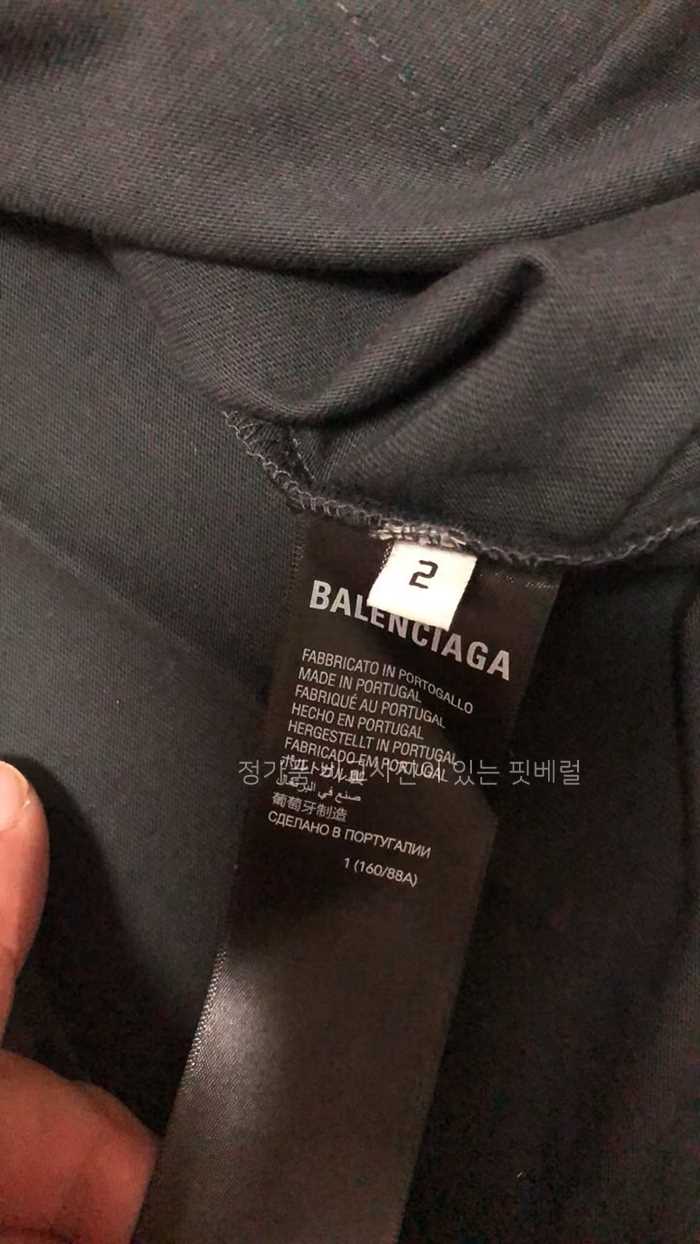 2
BALENCIAGA
FABBRICATO IN PORTOGALLO
MADE IN PORTUGAL
FABRIQUÉ AU PORTUGAL
HECHO EN PORTUGAL
HERGESTELLT IN PORTUGAL
FABRICADO EM PORTUGAL
정가품 비교사진이 있는 핏베럴
صنع في البرتغال
葡萄牙制造
СДЕЛАНО В ПОРТУГАЛИИ
1 (160/88A)